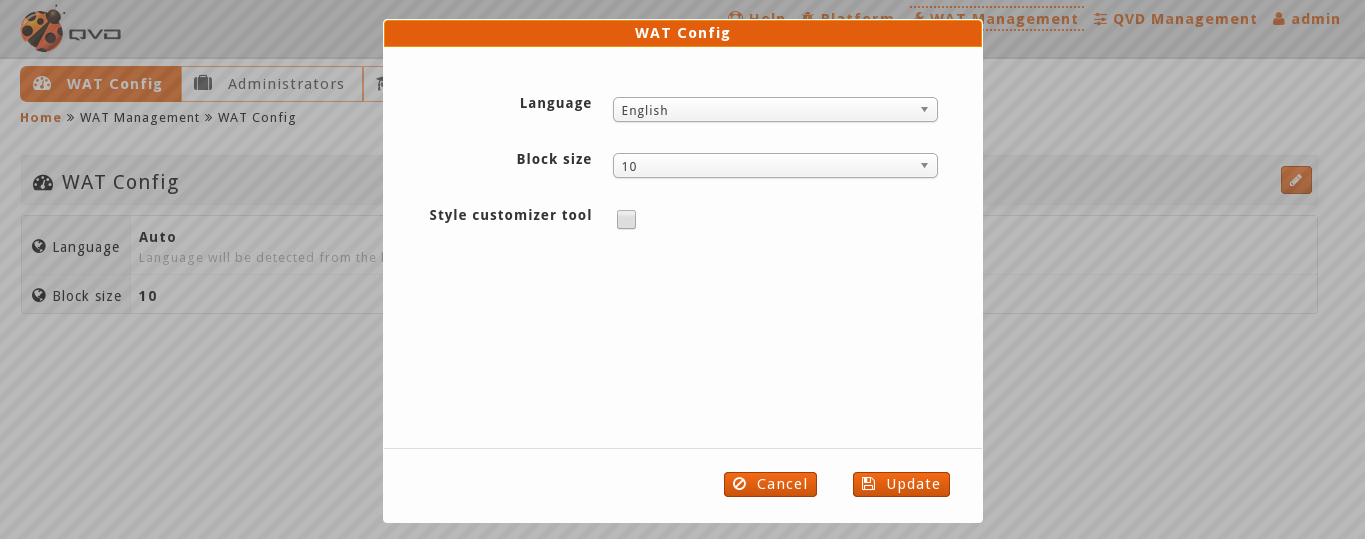 QVD
Help Platform WAT Management QVD Management admin
WAT Config
WAT Config Administrators
Home » WAT Management » WAT Config
Language English
Block size 10
WAT Config
Style customizer tool
Language Auto
Language will be detected from the
Block size 10
Cancel Update